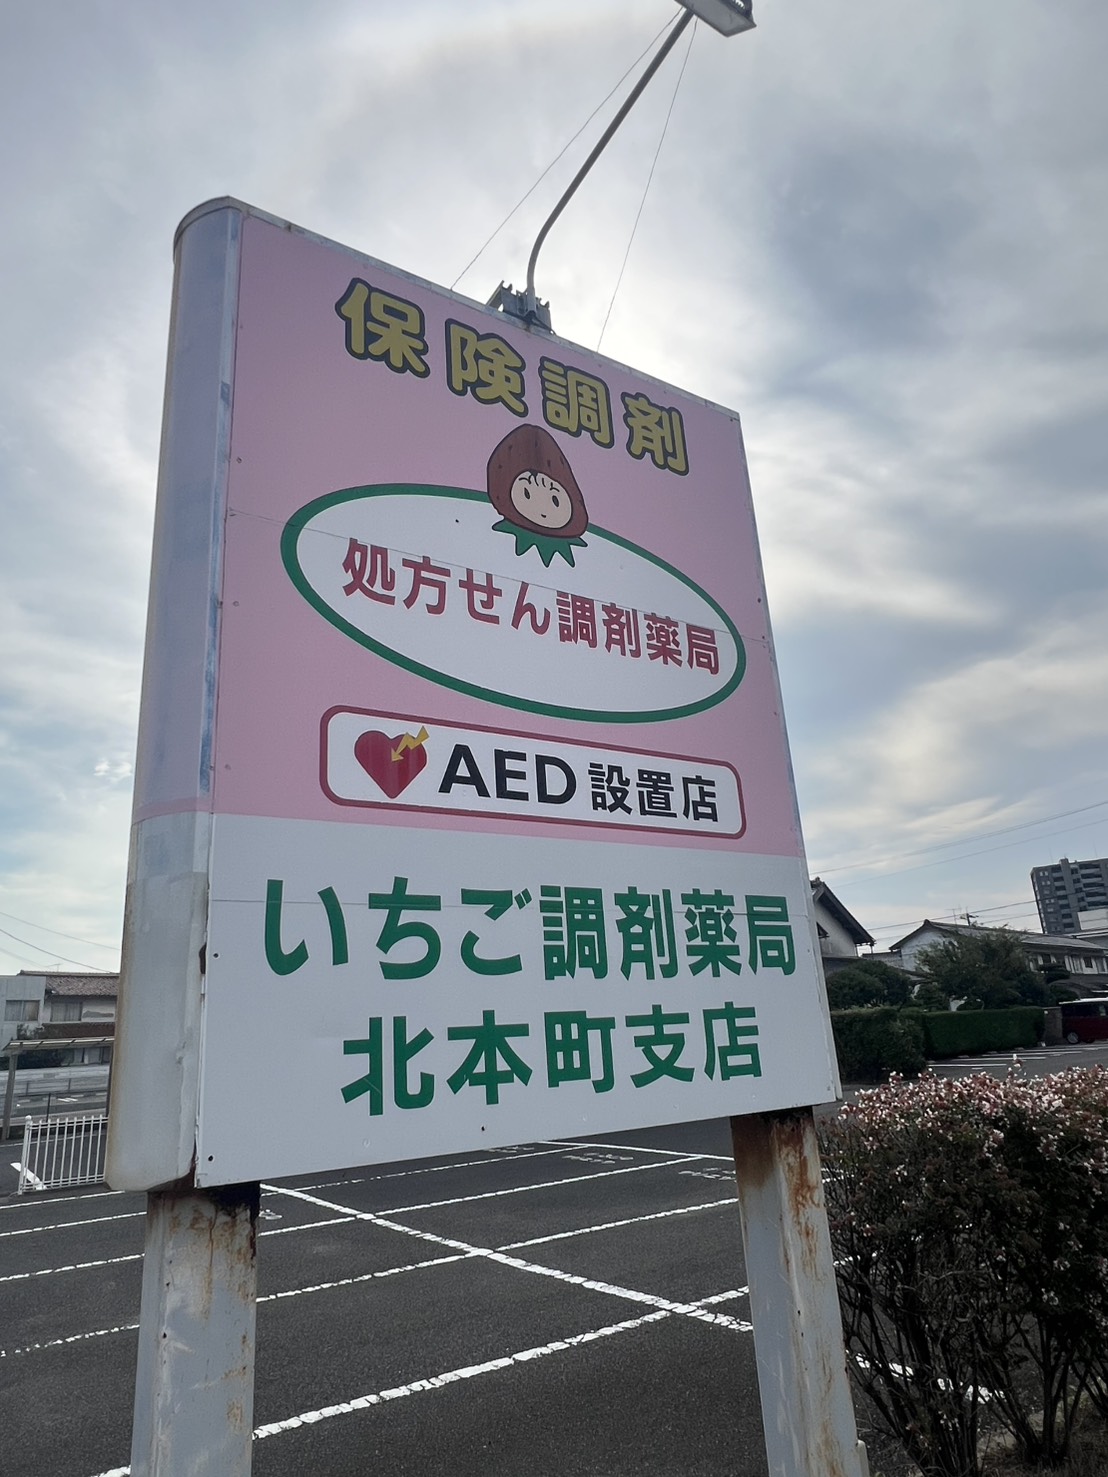 保険調剤
処方せん調剤薬局
AED設置店
いちご調剤薬局
北本町支店